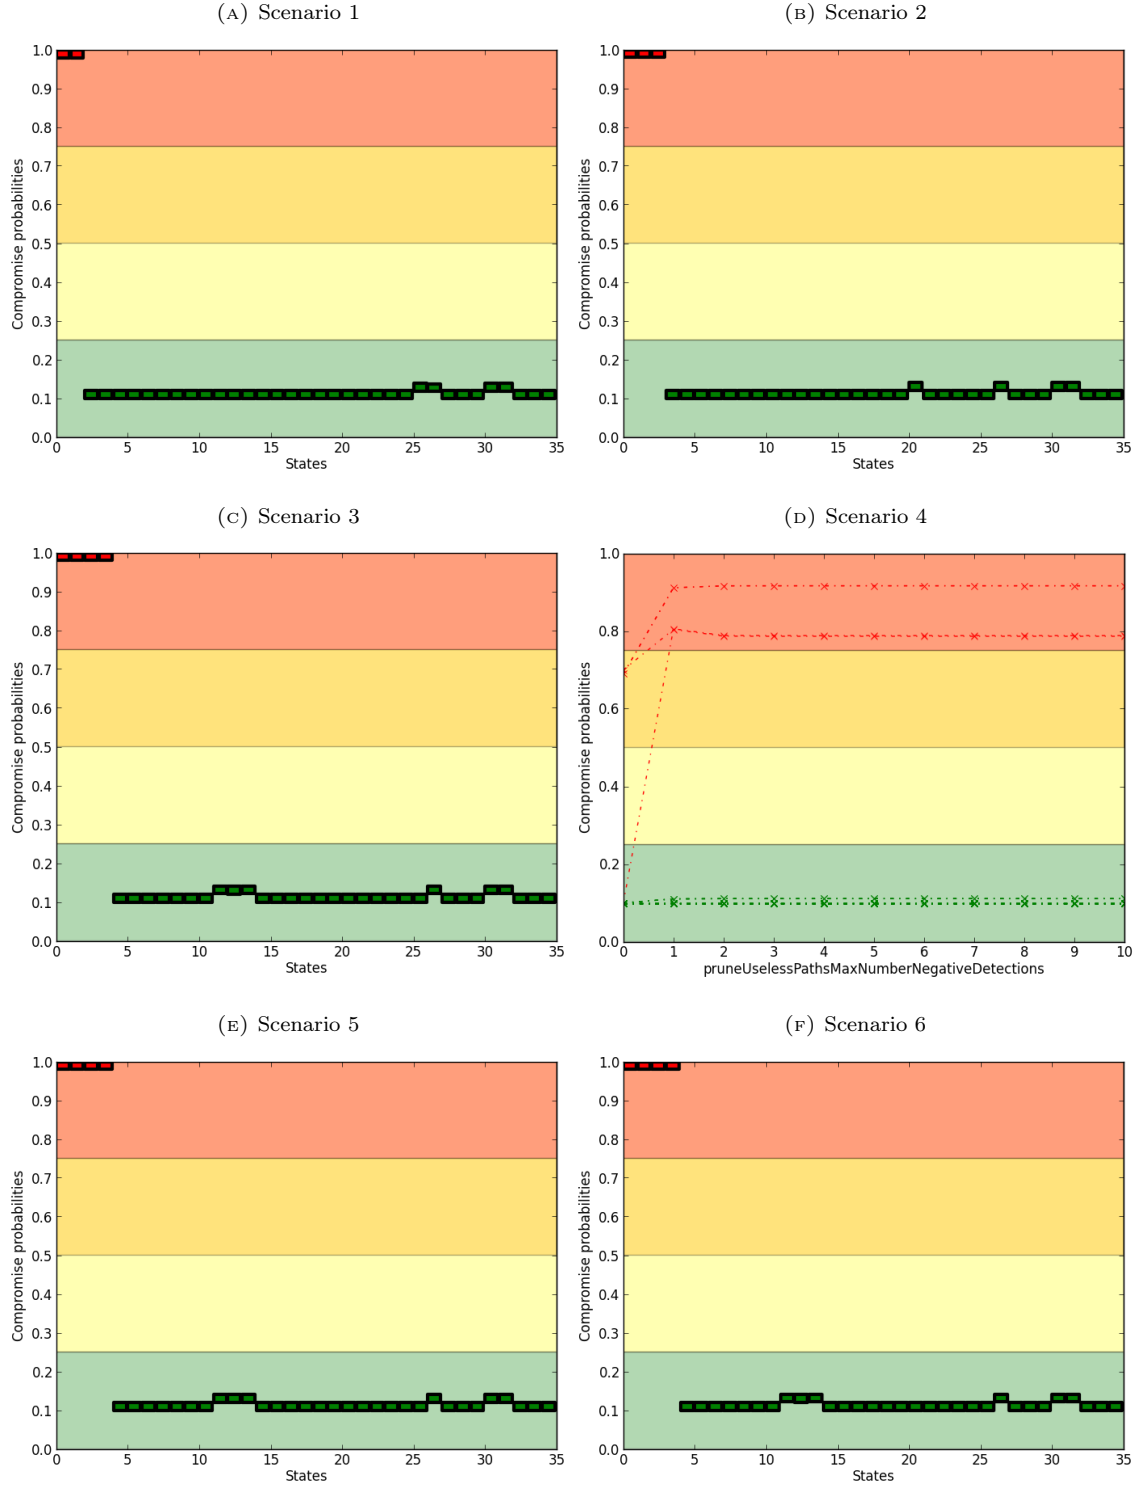 (A) Scenario 1
(B) Scenario 2
1.0
0.9
0.8
0.7
0.6
0.5
0.4
0.3
0.2
0.1
0.0
Compromise probabilities
0 5 10 15 20 25 30 35
States
1.0
0.9
0.8
0.7
0.6
0.5
0.4
0.3
0.2
0.1
0.0
Compromise probabilities
0 5 10 15 20 25 30 35
States
(C) Scenario 3
(D) Scenario 4
1.0
0.9
0.8
0.7
0.6
0.5
0.4
0.3
0.2
0.1
0.0
Compromise probabilities
0 5 10 15 20 25 30 35
States
1.0
0.8
0.6
0.4
0.2
0.0
Compromise probabilities
0 1 2 3 4 5 6 7 8 9 10
pruneUselessPathsMaxNumberNegativeDetections
(E) Scenario 5
(F) Scenario 6
1.0
0.9
0.8
0.7
0.6
0.5
0.4
0.3
0.2
0.1
0.0
Compromise probabilities
0 5 10 15 20 25 30 35
States
1.0
0.9
0.8
0.7
0.6
0.5
0.4
0.3
0.2
0.1
0.0
Compromise probabilities
0 5 10 15 20 25 30 35
States